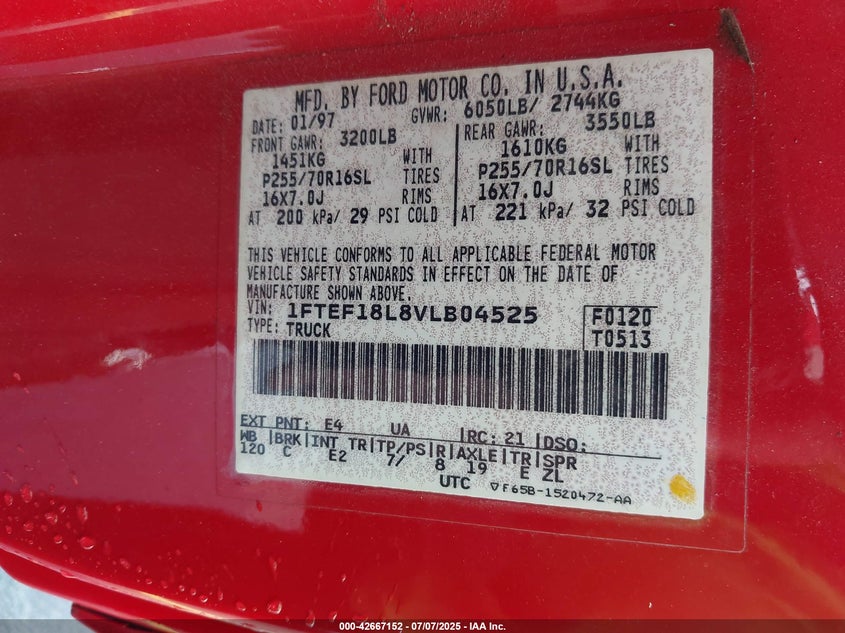 MFD. BY FORD MOTOR CO. IN U.S.A.
DATE: 01/97 GVWR: 6050LB/ 2744KG
FRONT GAWR: 3200LB REAR GAWR: 3550LB
1451KG WITH 1610KG WITH
P255/70R16SL TIRES P255/70R16SL TIRES
16X7.0J RIMS 16X7.0J RIMS
AT 200 kPa/ 29 PSI COLD AT 221 kPa/ 32 PSI COLD
THIS VEHICLE CONFORMS TO ALL APPLICABLE FEDERAL MOTOR
VEHICLE SAFETY STANDARDS IN EFFECT ON THE DATE OF
MANUFACTURE SHOWN ABOVE.
VIN: 1FTEF18L8VLB04525 F0120
TYPE: TRUCK T0513
EXT PNT: E4 UA RC: 21 DSO:
WB BRK INT TR TP/PS R AXLE TR SPR
120 C E2 7/ 8 19 E ZL
UTC ▽F65B-1520472-AA
000-42667152 / 07/07/2025 - IAA Inc.